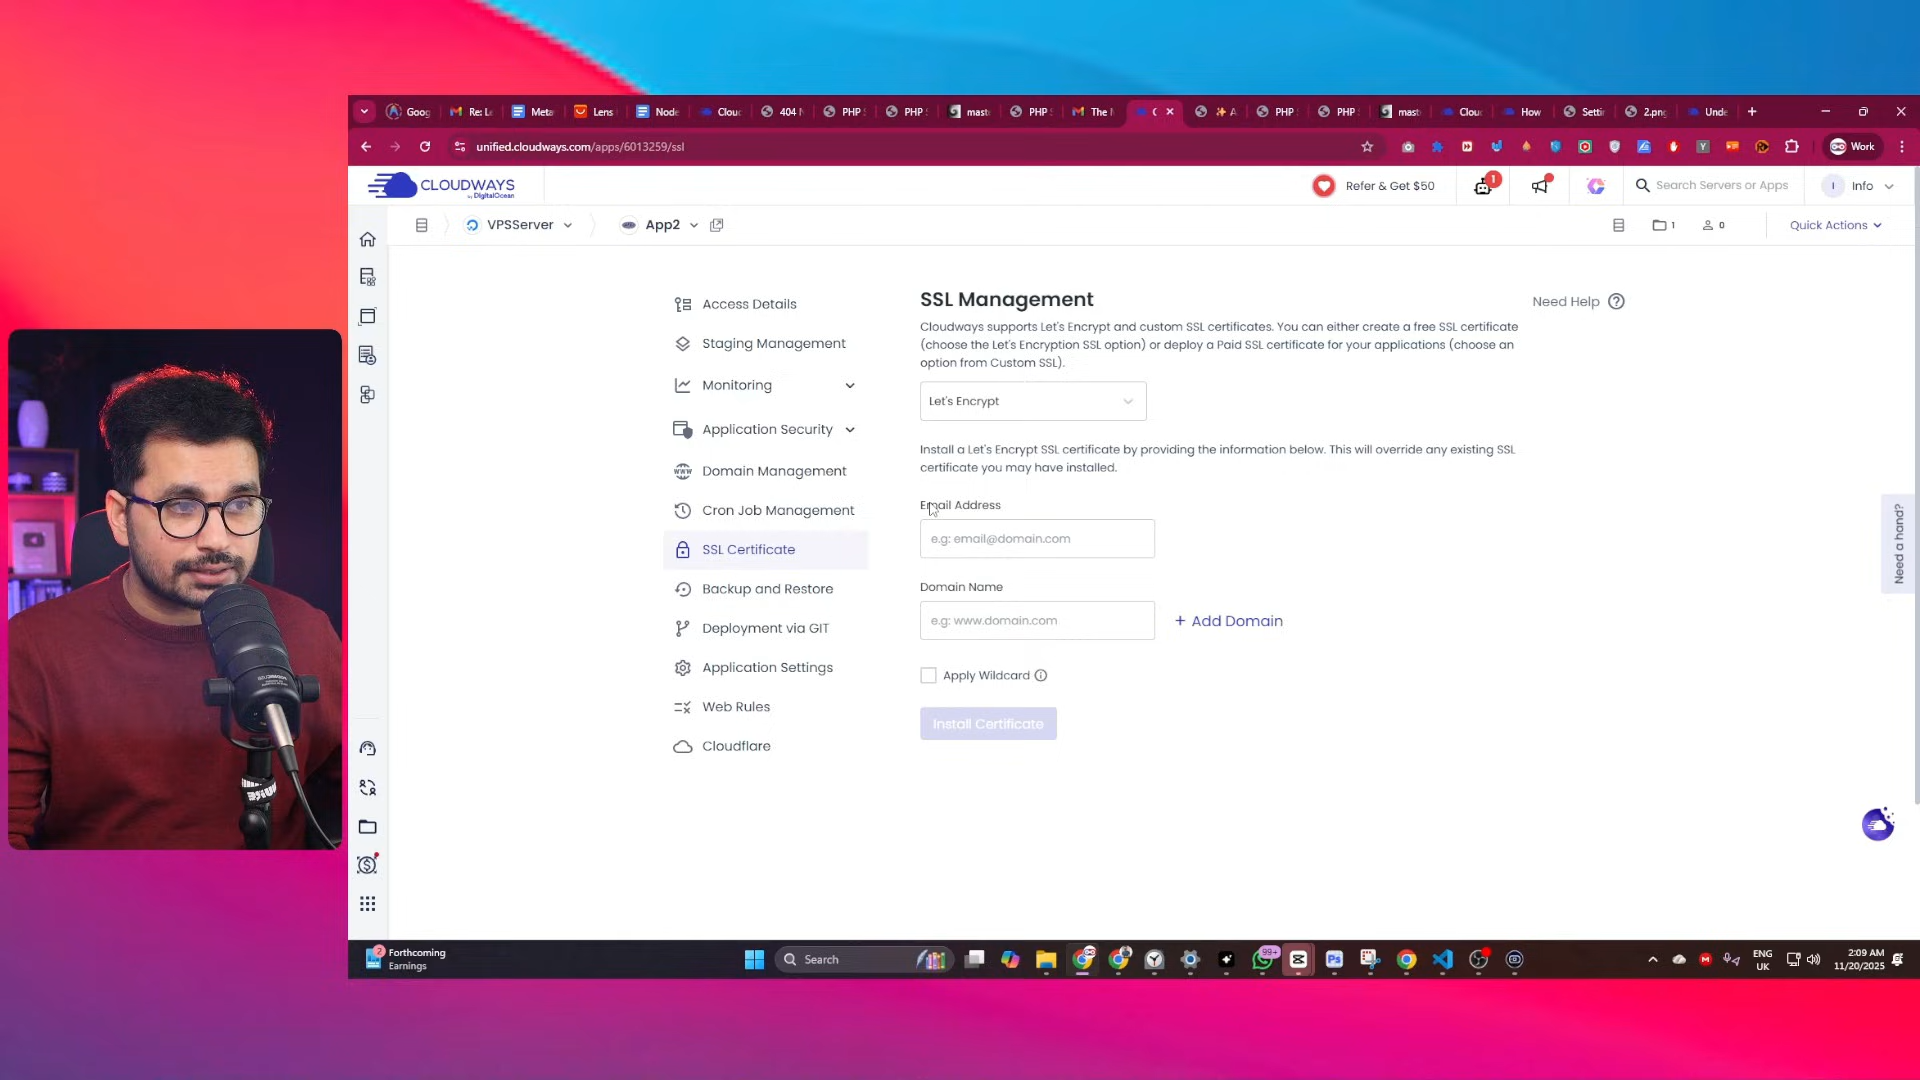 Goog
Re: Le
Meta
Lens
Node
Clouc
404 N
PHP S
PHP S
mast
PHP S
The N
C
A
PHP
PHP S
mast
Clou
How
Setti
2.png
Unde
unified.cloudways.com/apps/6013259/ssl
Work
CLOUDWAYS
by DigitalOcean
Refer & Get $50
1
Search Servers or Apps
I
Info
VPSServer
App2
1
0
Quick Actions
Access Details
Staging Management
Monitoring
Application Security
Domain Management
Cron Job Management
SSL Certificate
Backup and Restore
Deployment via GIT
Application Settings
Web Rules
Cloudflare
SSL Management
Need Help
Cloudways supports Let's Encrypt and custom SSL certificates. You can either create a free SSL certificate
(choose the Let's Encryption SSL option) or deploy a Paid SSL certificate for your applications (choose an
option from Custom SSL).
Let's Encrypt
Install a Let's Encrypt SSL certificate by providing the information below. This will override any existing SSL
certificate you may have installed.
Email Address
e.g: email@domain.com
Domain Name
e.g: www.domain.com
+ Add Domain
Apply Wildcard
Install Certificate
Need a hand?
2
Forthcoming
Earnings
Search
99+
ENG
UK
2:09 AM
11/20/2025